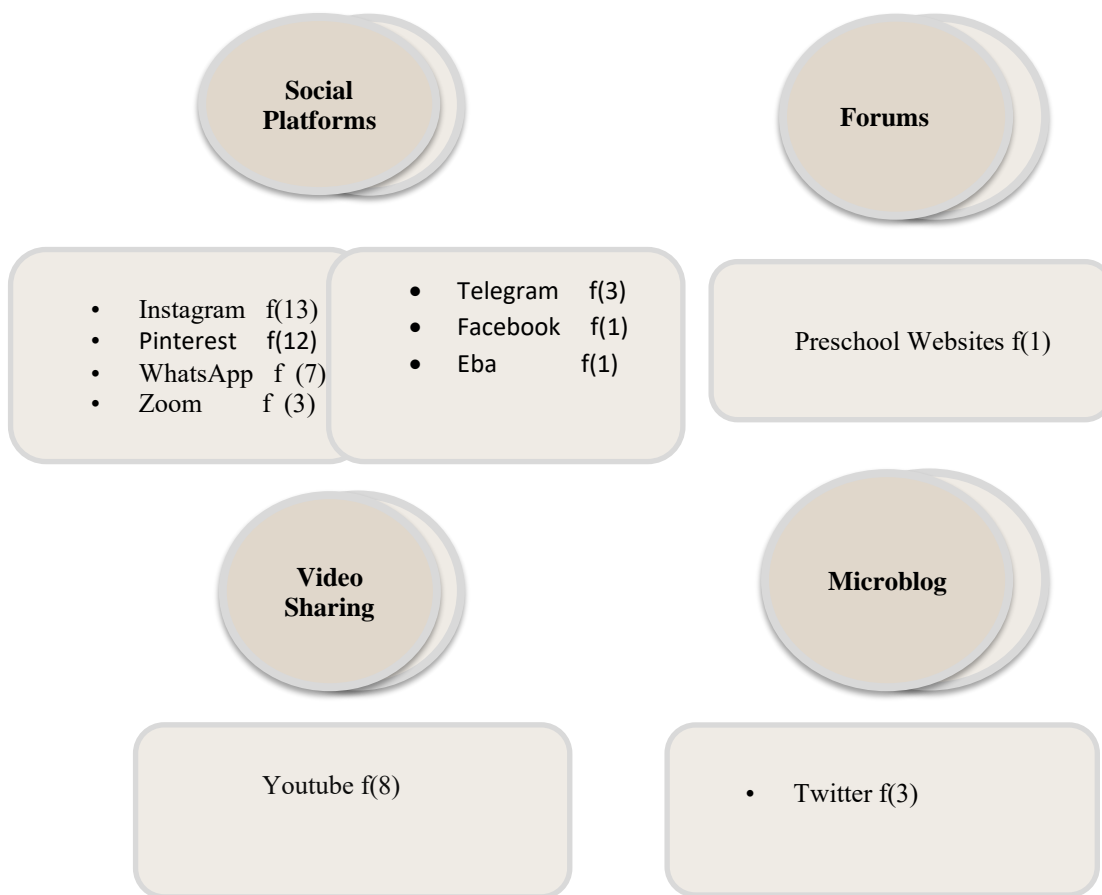 Social
Platforms
Forums
• Instagram f(13)
• Pinterest f(12)
• WhatsApp f (7)
• Zoom f (3)
• Telegram f(3)
• Facebook f(1)
• Eba f(1)
Preschool Websites f(1)
Video
Sharing
Microblog
Youtube f(8)
• Twitter f(3)